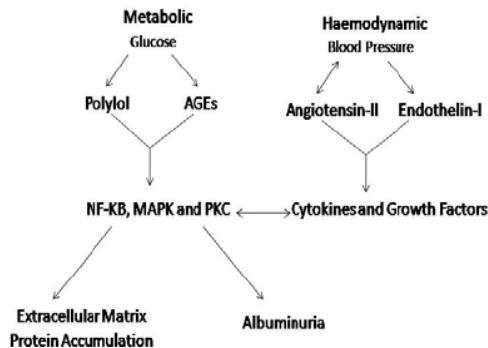 Metabolic
Glucose
Haemodynamic
Blood Pressure
Polylol
AGEs
Angiotensin-II
Endothelin-I
NF-KB, MAPK and PKC
Cytokines and Growth Factors
Extracellular Matrix
Protein Accumulation
Albuminuria